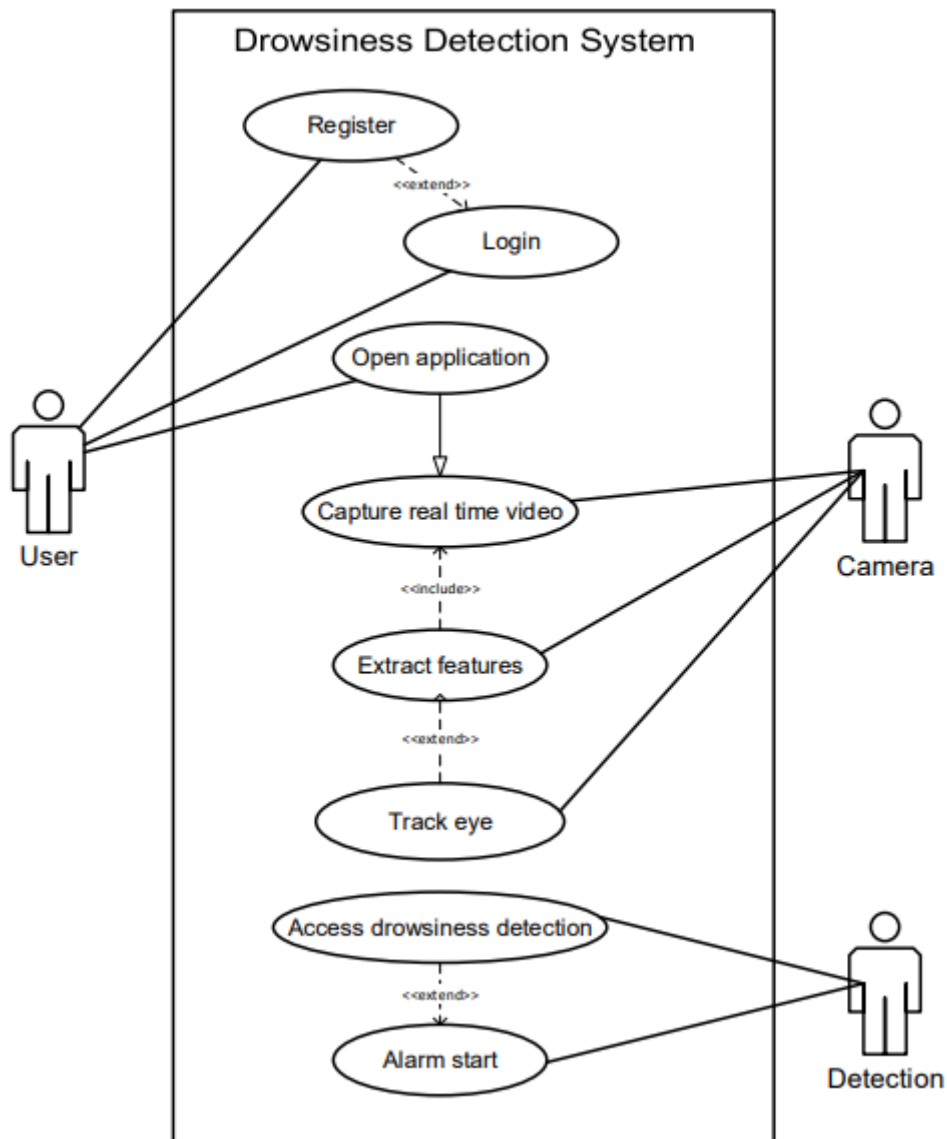 Drowsiness Detection System
Register
<<extend>>
Login
Open application
User
Capture real time video
Camera
<<include>>
Extract features
<<extend>>
Track eye
Access drowsiness detection
<<extend>>
Alarm start
Detection